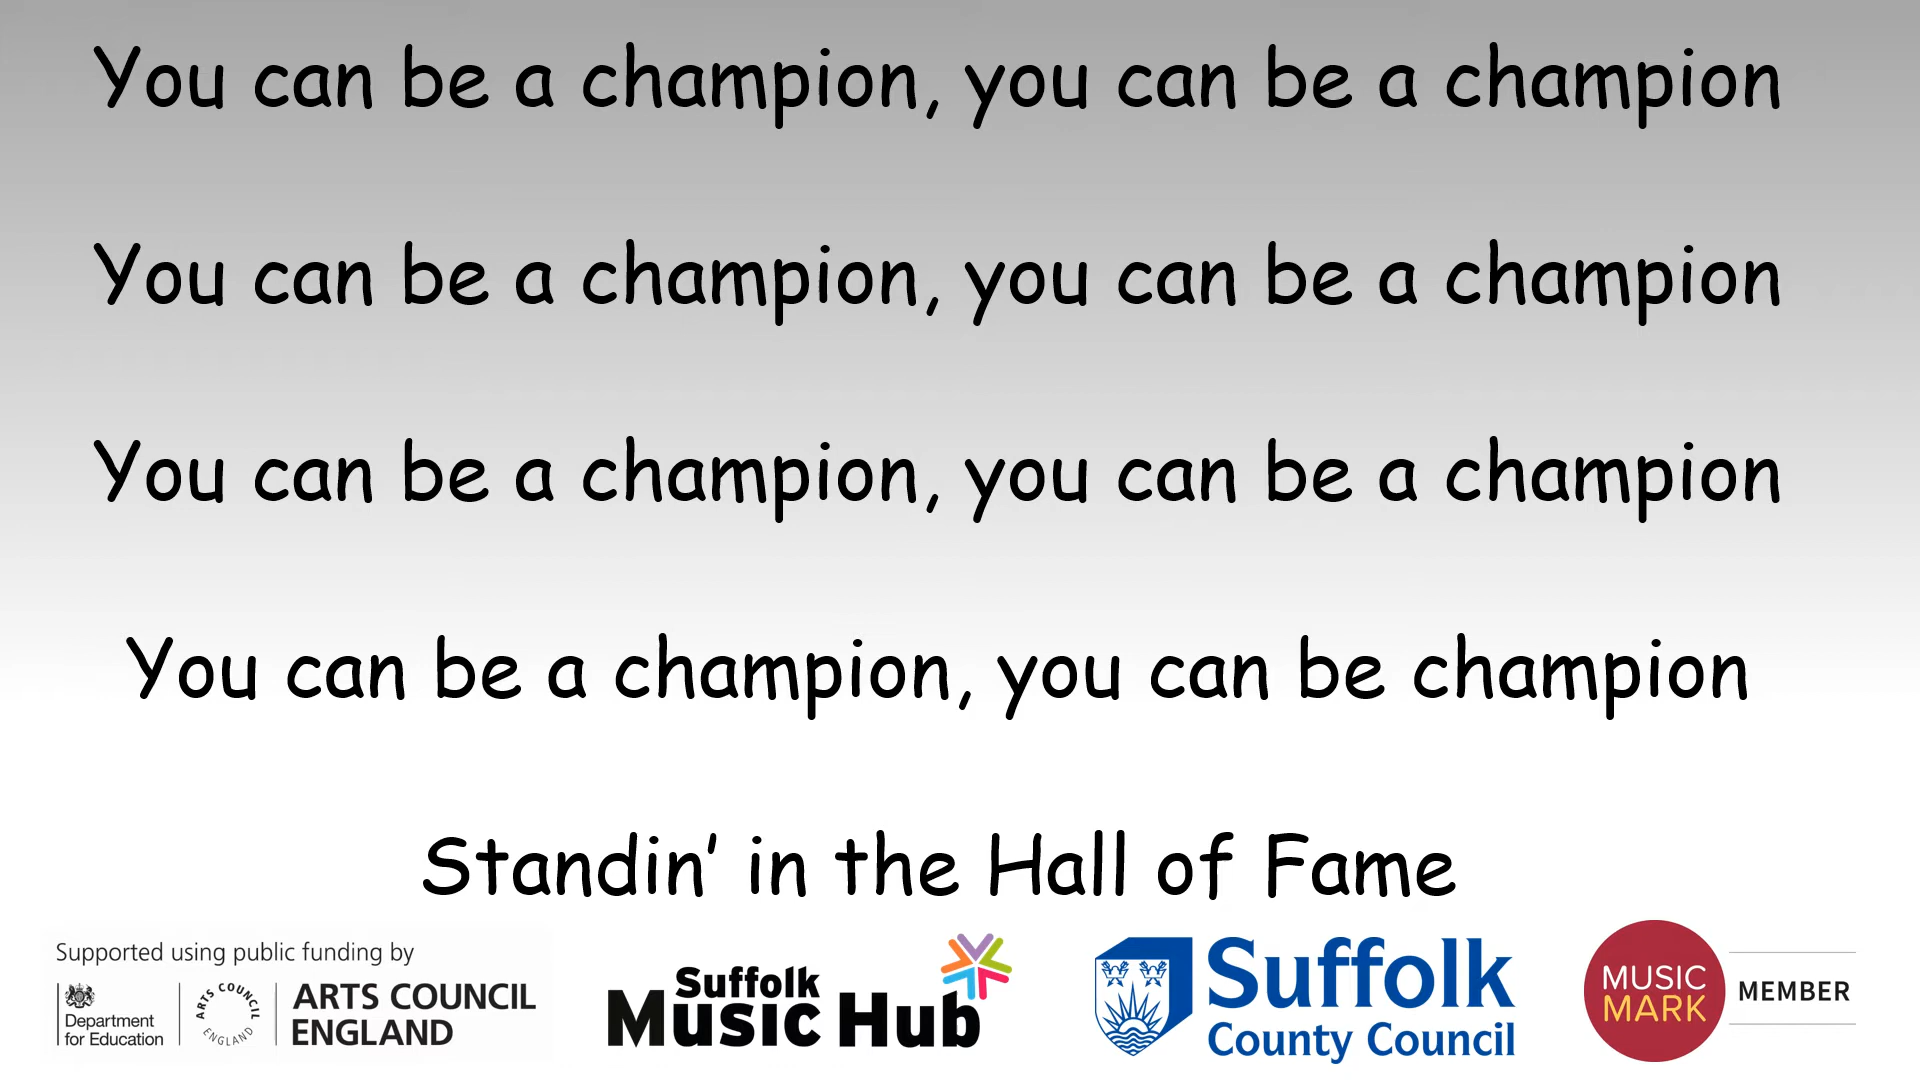 You can be a champion, you can be a champion
You can be a champion, you can be a champion
You can be a champion, you can be a champion
You can be a champion, you can be champion
Standin’ in the Hall of Fame
Supported using public funding by
Department
for Education
ARTS COUNCIL
ENGLAND
ARTS COUNCIL
ENGLAND
Suffolk
Music Hub
Suffolk
County Council
MUSIC
MARK
MEMBER